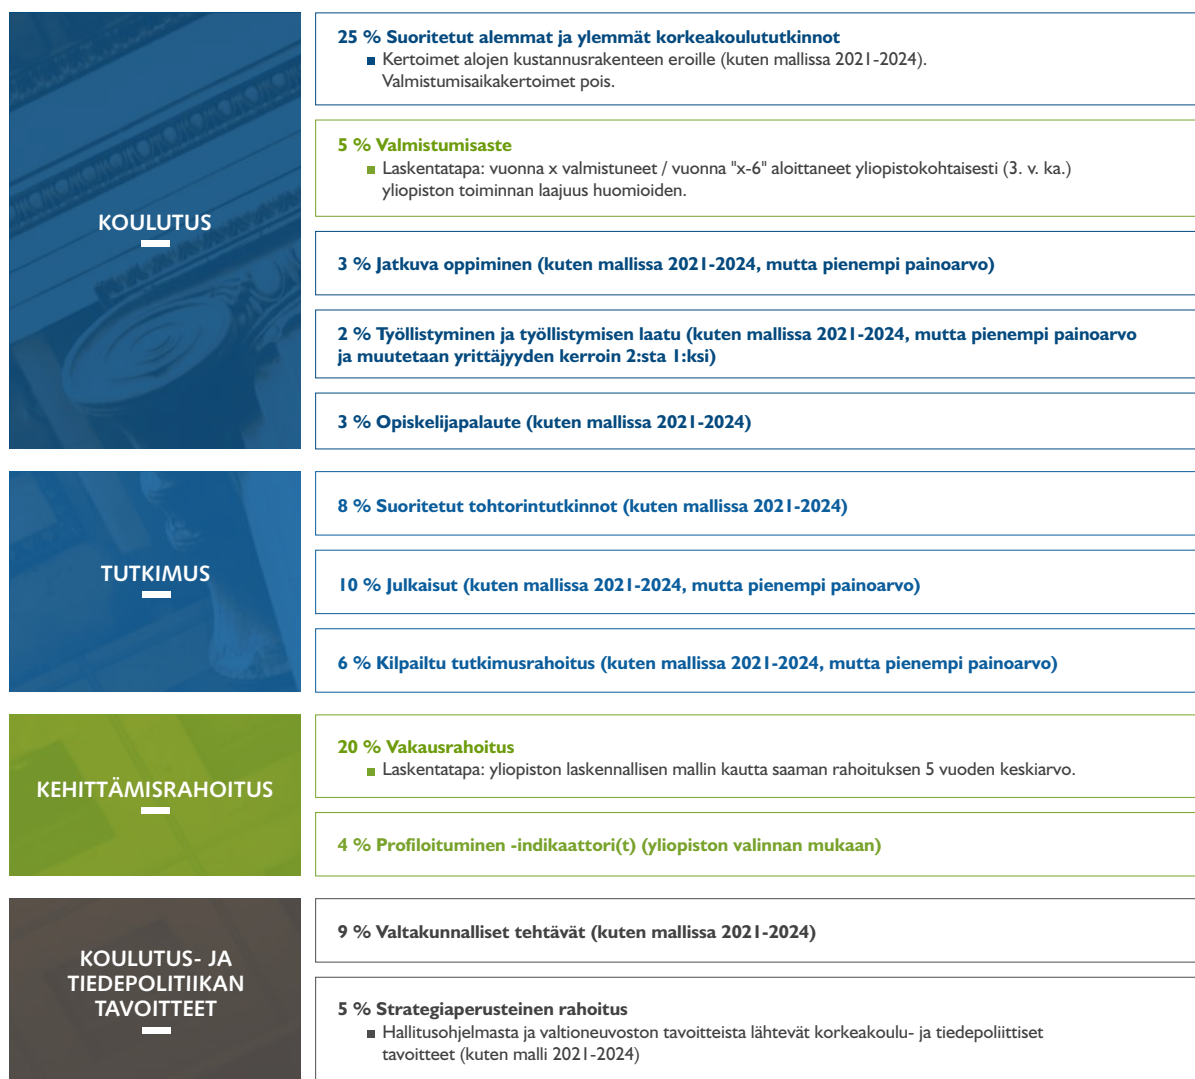 KOULUTUS
25 % Suoritetut alemmat ja ylemmät korkeakoulututkinnot
■ Kertoimet alojen kustannusrakenteen eroille (kuten mallissa 2021-2024).
Valmistumisaikakertoimet pois.
5 % Valmistumisaste
■ Laskentatapa: vuonna x valmistuneet / vuonna "x-6" aloittaneet yliopistokohtaisesti (3. v. ka.)
yliopiston toiminnan laajuus huomioiden.
3 % Jatkuva oppiminen (kuten mallissa 2021-2024, mutta pienempi painoarvo)
2 % Työllistyminen ja työllistymisen laatu (kuten mallissa 2021-2024, mutta pienempi painoarvo
ja muutetaan yrittäjyyden kerroin 2:sta 1:ksi)
3 % Opiskelijapalaute (kuten mallissa 2021-2024)
TUTKIMUS
8 % Suoritetut tohtorintutkinnot (kuten mallissa 2021-2024)
10 % Julkaisut (kuten mallissa 2021-2024, mutta pienempi painoarvo)
6 % Kilpailtu tutkimusrahoitus (kuten mallissa 2021-2024, mutta pienempi painoarvo)
KEHITTÄMISRAHOITUS
20 % Vakausrahoitus
■ Laskentatapa: yliopiston laskennallisen mallin kautta saaman rahoituksen 5 vuoden keskiarvo.
4 % Profiloituminen -indikaattori(t) (yliopiston valinnan mukaan)
KOULUTUS- JA
TIEDEPOLITIIKAN
TAVOITTEET
9 % Valtakunnalliset tehtävät (kuten mallissa 2021-2024)
5 % Strategiaperusteinen rahoitus
■ Hallitusohjelmasta ja valtioneuvoston tavoitteista lähtevät korkeakoulu- ja tiedepoliittiset
tavoitteet (kuten malli 2021-2024)